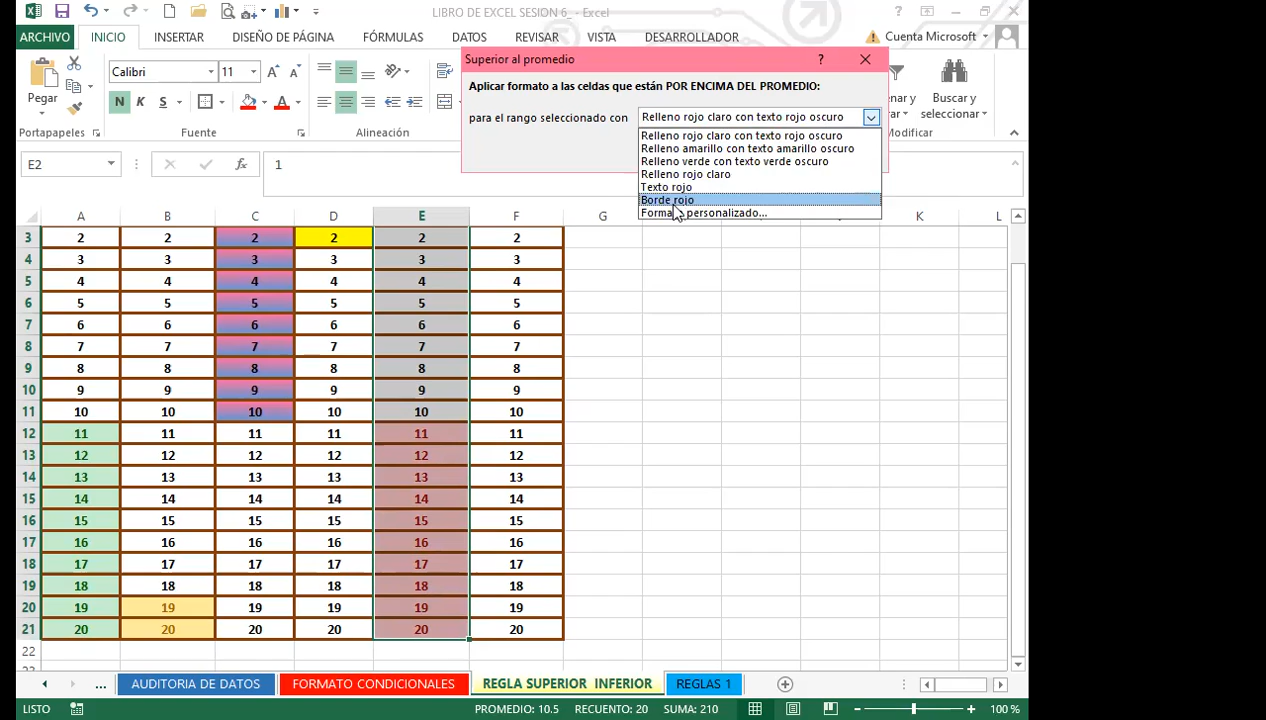 LIBRO DE EXCEL SESION 6_ - Excel
ARCHIVO INICIO INSERTAR DISEÑO DE PÁGINA FÓRMULAS DATOS REVISAR VISTA DESARROLLADOR Cuenta Microsoft
Superior al promedio
Aplicar formato a las celdas que están POR ENCIMA DEL PROMEDIO:
para el rango seleccionado con Relleno rojo claro con texto rojo oscuro
Relleno rojo claro con texto rojo oscuro
Relleno amarillo con texto amarillo oscuro
Relleno verde con texto verde oscuro
Relleno rojo claro
Texto rojo
Borde rojo
personalizado...
Calibri 11
Pegar
N K S
Buscar y
seleccionar
Portapapeles Fuente Alineación
E2 fx 1
A B C D E F G K L
3 2 2 2 2 2 2
4 3 3 3 3 3 3
5 4 4 4 4 4 4
6 5 5 5 5 5 5
7 6 6 6 6 6 6
8 7 7 7 7 7 7
9 8 8 8 8 8 8
10 9 9 9 9 9 9
11 10 10 10 10 10 10
12 11 11 11 11 11 11
13 12 12 12 12 12 12
14 13 13 13 13 13 13
15 14 14 14 14 14 14
16 15 15 15 15 15 15
17 16 16 16 16 16 16
18 17 17 17 17 17 17
19 18 18 18 18 18 18
20 19 19 19 19 19 19
21 20 20 20 20 20 20
22
... AUDITORIA DE DATOS FORMATO CONDICIONALES REGLA SUPERIOR INFERIOR REGLAS 1
LISTO PROMEDIO: 10.5 RECUENTO: 20 SUMA: 210 100 %